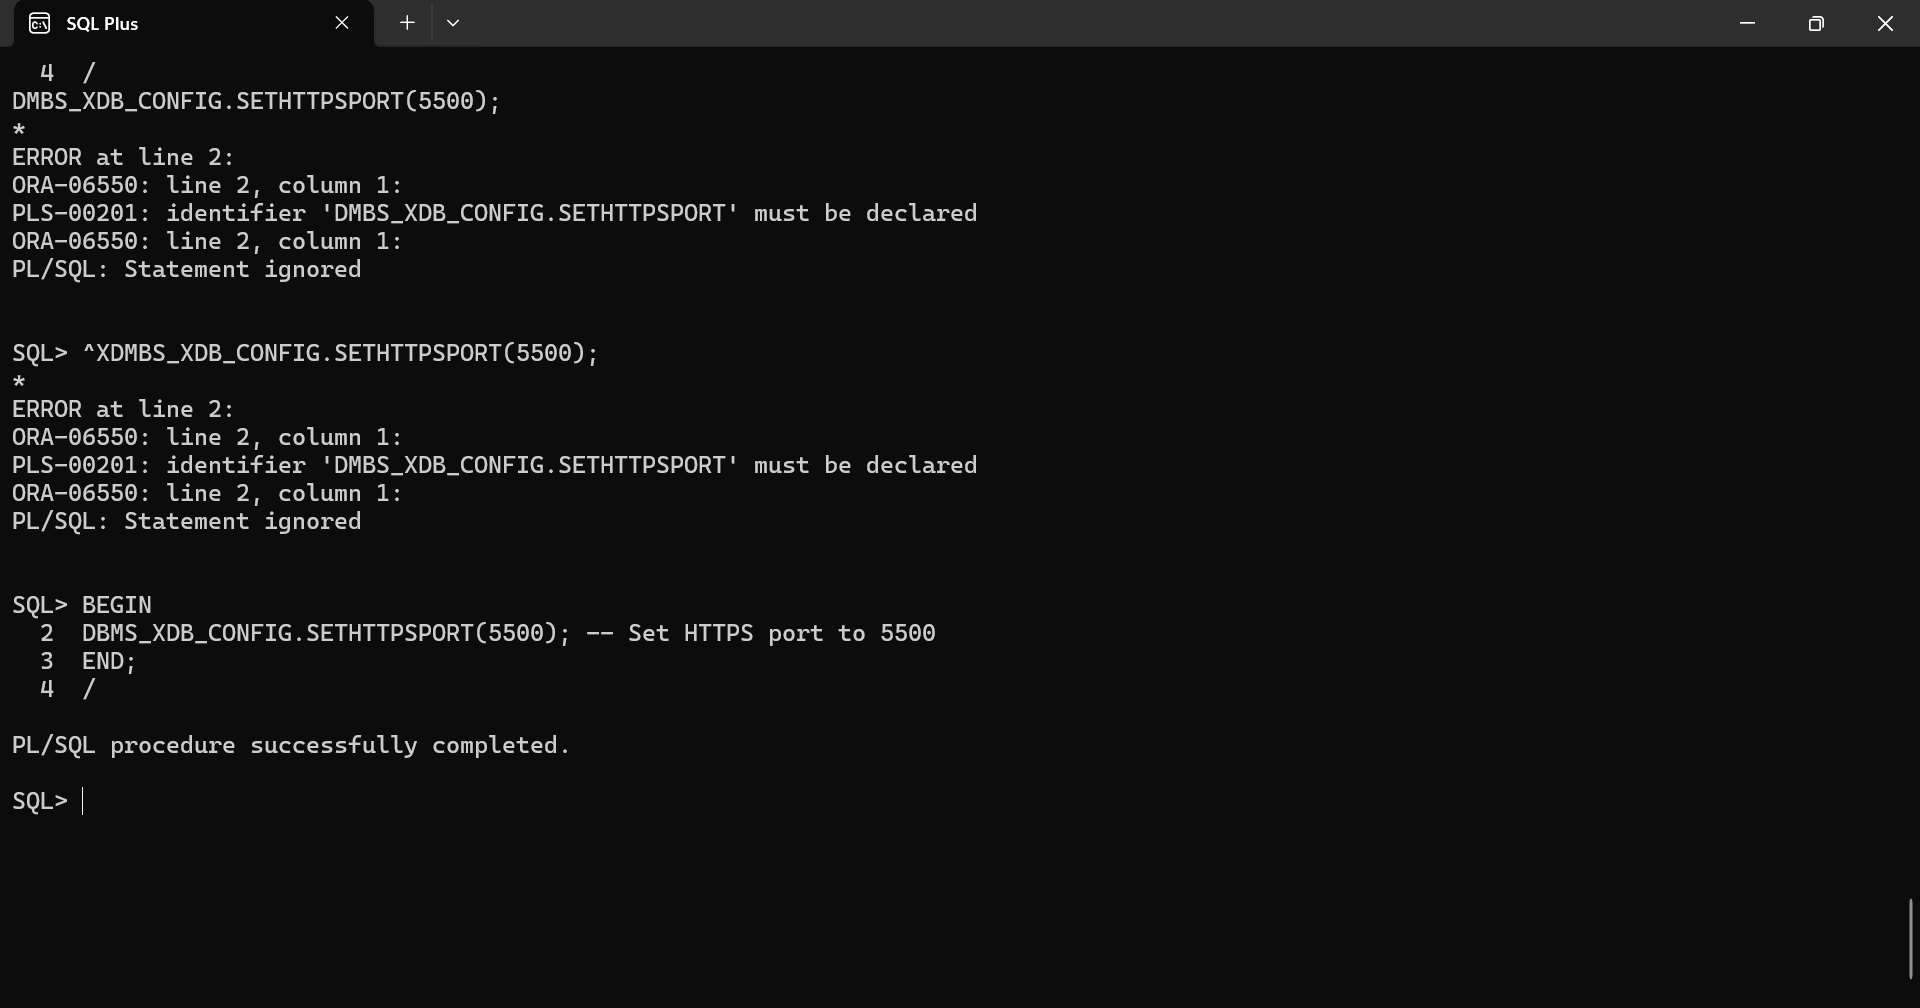 SQL Plus
4 /
DMBS_XDB_CONFIG.SETHTTPSPORT(5500);
*
ERROR at line 2:
ORA-06550: line 2, column 1:
PLS-00201: identifier 'DMBS_XDB_CONFIG.SETHTTPSPORT' must be declared
ORA-06550: line 2, column 1:
PL/SQL: Statement ignored
SQL> ^XDMBS_XDB_CONFIG.SETHTTPSPORT(5500);
*
ERROR at line 2:
ORA-06550: line 2, column 1:
PLS-00201: identifier 'DMBS_XDB_CONFIG.SETHTTPSPORT' must be declared
ORA-06550: line 2, column 1:
PL/SQL: Statement ignored
SQL> BEGIN
2 DBMS_XDB_CONFIG.SETHTTPSPORT(5500); -- Set HTTPS port to 5500
3 END;
4 /
PL/SQL procedure successfully completed.
SQL>